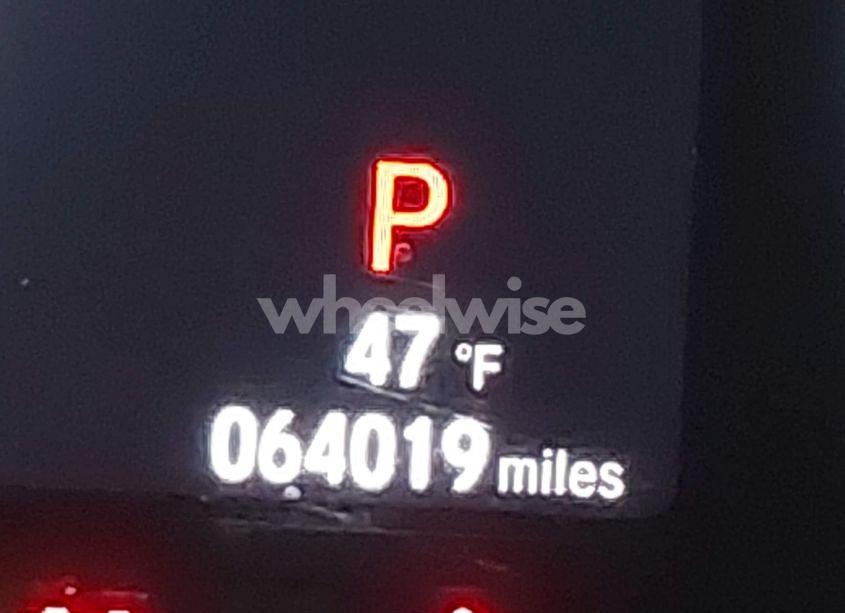 P
wheelwise
47 °F
064019 miles